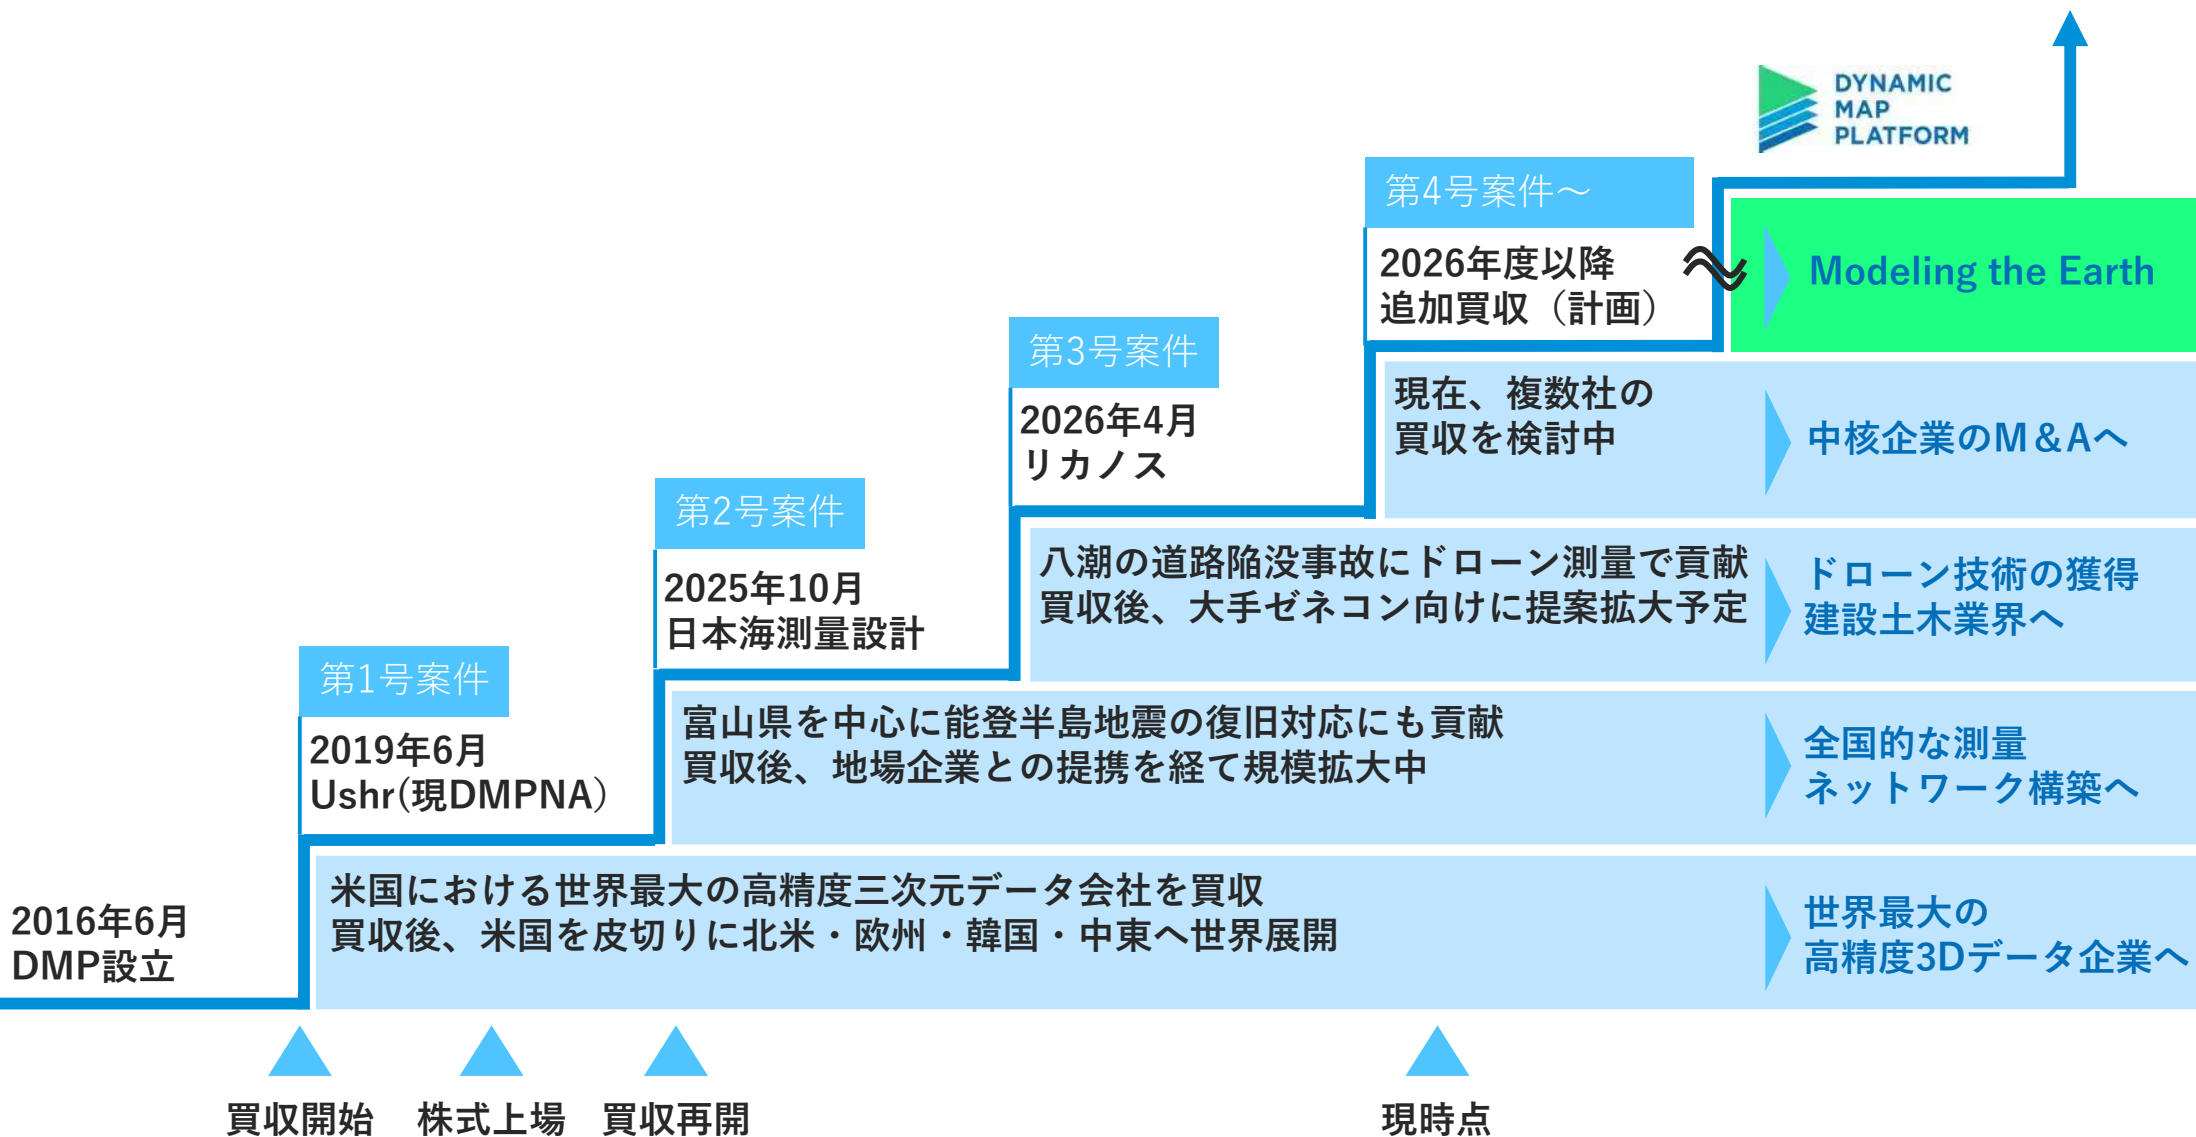 DYNAMIC
MAP
PLATFORM
第4号案件～
2026年度以降
追加買収（計画）
Modeling the Earth
第3号案件
2026年4月
リカノス
現在、複数社の
買収を検討中
中核企業のM＆Aへ
第2号案件
2025年10月
日本海測量設計
八潮の道路陥没事故にドローン測量で貢献
買収後、大手ゼネコン向けに提案拡大予定
ドローン技術の獲得
建設土木業界へ
第1号案件
2019年6月
Ushr(現DMPNA）
富山県を中心に能登半島地震の復旧対応にも貢献
買収後、地場企業との提携を経て規模拡大中
全国的な測量
ネットワーク構築へ
2016年6月
DMP設立
米国における世界最大の高精度三次元データ会社を買収
買収後、米国を皮切りに北米・欧州・韓国・中東へ世界展開
世界最大の
高精度3Dデータ企業へ
買収開始
株式上場
買収再開
現時点